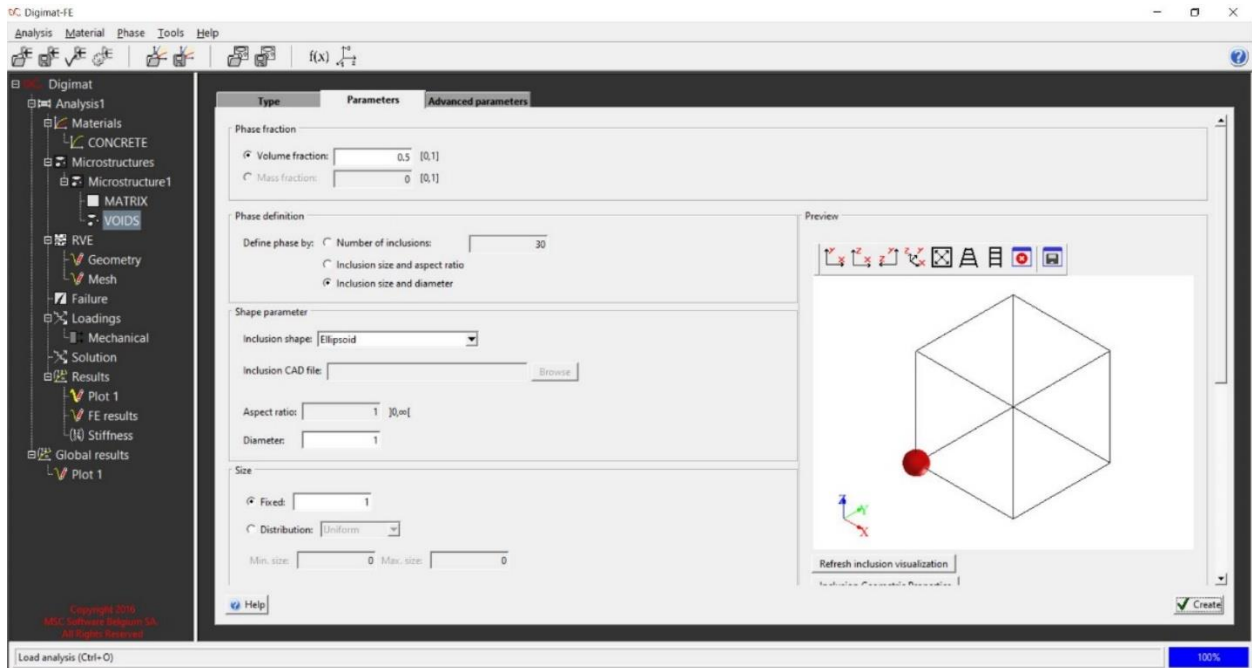 Digimat-FE
Analysis Material Phase Tools Help
f(x)
Digimat
Analysis1
Materials
CONCRETE
Microstructures
Microstructure1
MATRIX
VOIDS
RVE
Geometry
Mesh
Failure
Loadings
Mechanical
Solution
Results
Plot 1
FE results
Stiffness
Global results
Plot 1
Copyright 2016
MSC Software Belgium SA
All Rights Reserved
Type Parameters Advanced parameters
Phase fraction
Volume fraction: 0.5 [0,1]
Mass fraction: 0 [0,1]
Phase definition
Define phase by: Number of inclusions: 30
Inclusion size and aspect ratio
Inclusion size and diameter
Shape parameter
Inclusion shape: Ellipsoid
Inclusion CAD file: Browse
Aspect ratio: 1 ]0,∞[
Diameter: 1
Size
Fixed: 1
Distribution: Uniform
Min. size: 0 Max. size: 0
Preview
Z
Y
X
Refresh inclusion visualization
Inclusion Geometric Properties
Help
Create
Load analysis (Ctrl+O) 100%